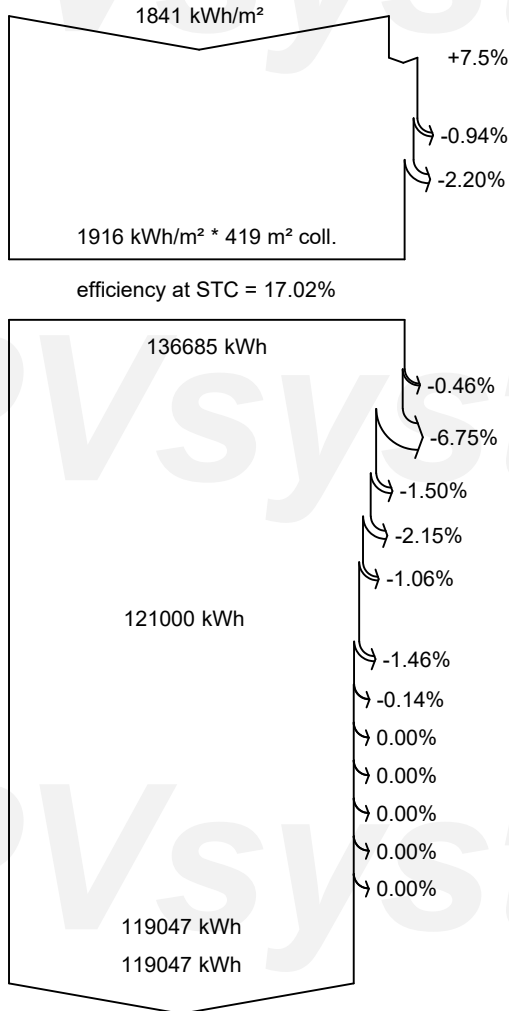 1841 kWh/m²
+7.5%
-0.94%
-2.20%
1916 kWh/m² * 419 m² coll.
efficiency at STC = 17.02%
136685 kWh
-0.46%
-6.75%
-1.50%
-2.15%
-1.06%
121000 kWh
-1.46%
-0.14%
0.00%
0.00%
0.00%
0.00%
0.00%
119047 kWh
119047 kWh